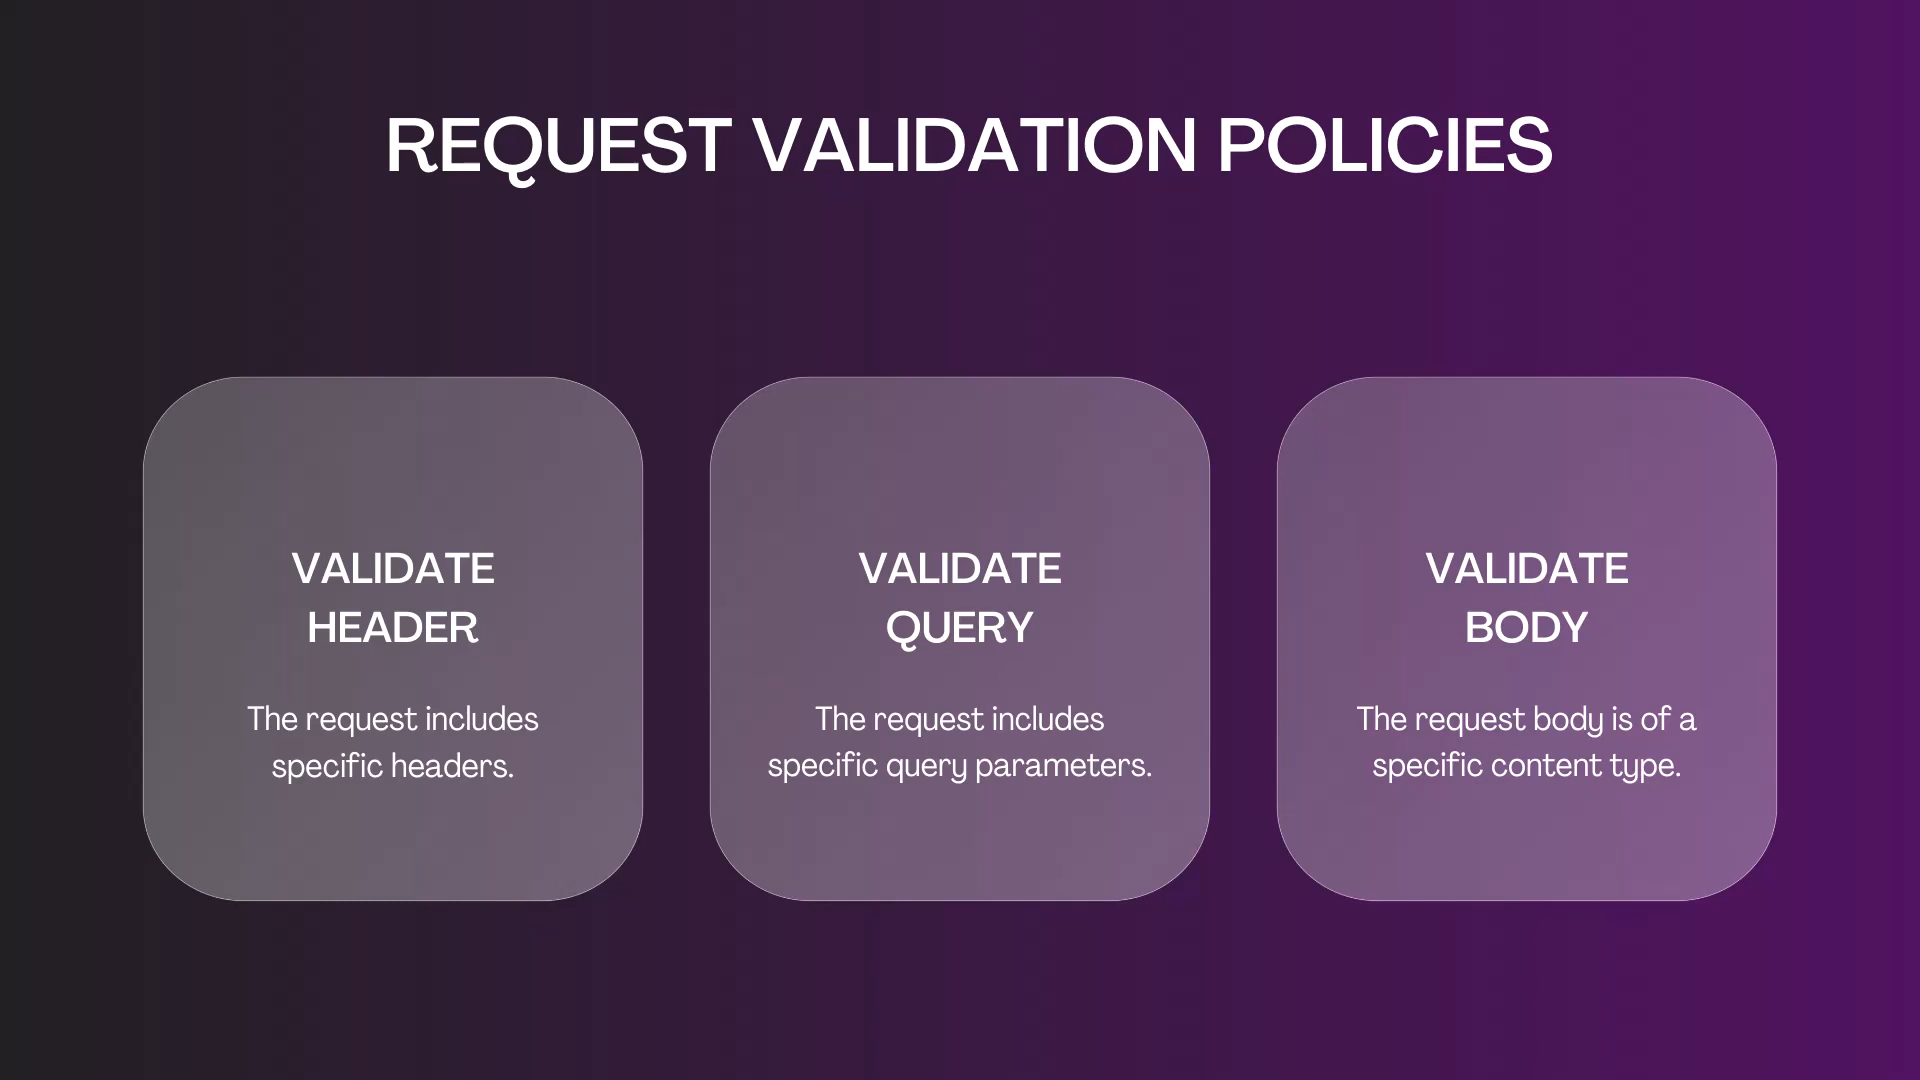 REQUEST VALIDATION POLICIES
VALIDATE
HEADER
The request includes
specific headers.
VALIDATE
QUERY
The request includes
specific query parameters.
VALIDATE
BODY
The request body is of a
specific content type.